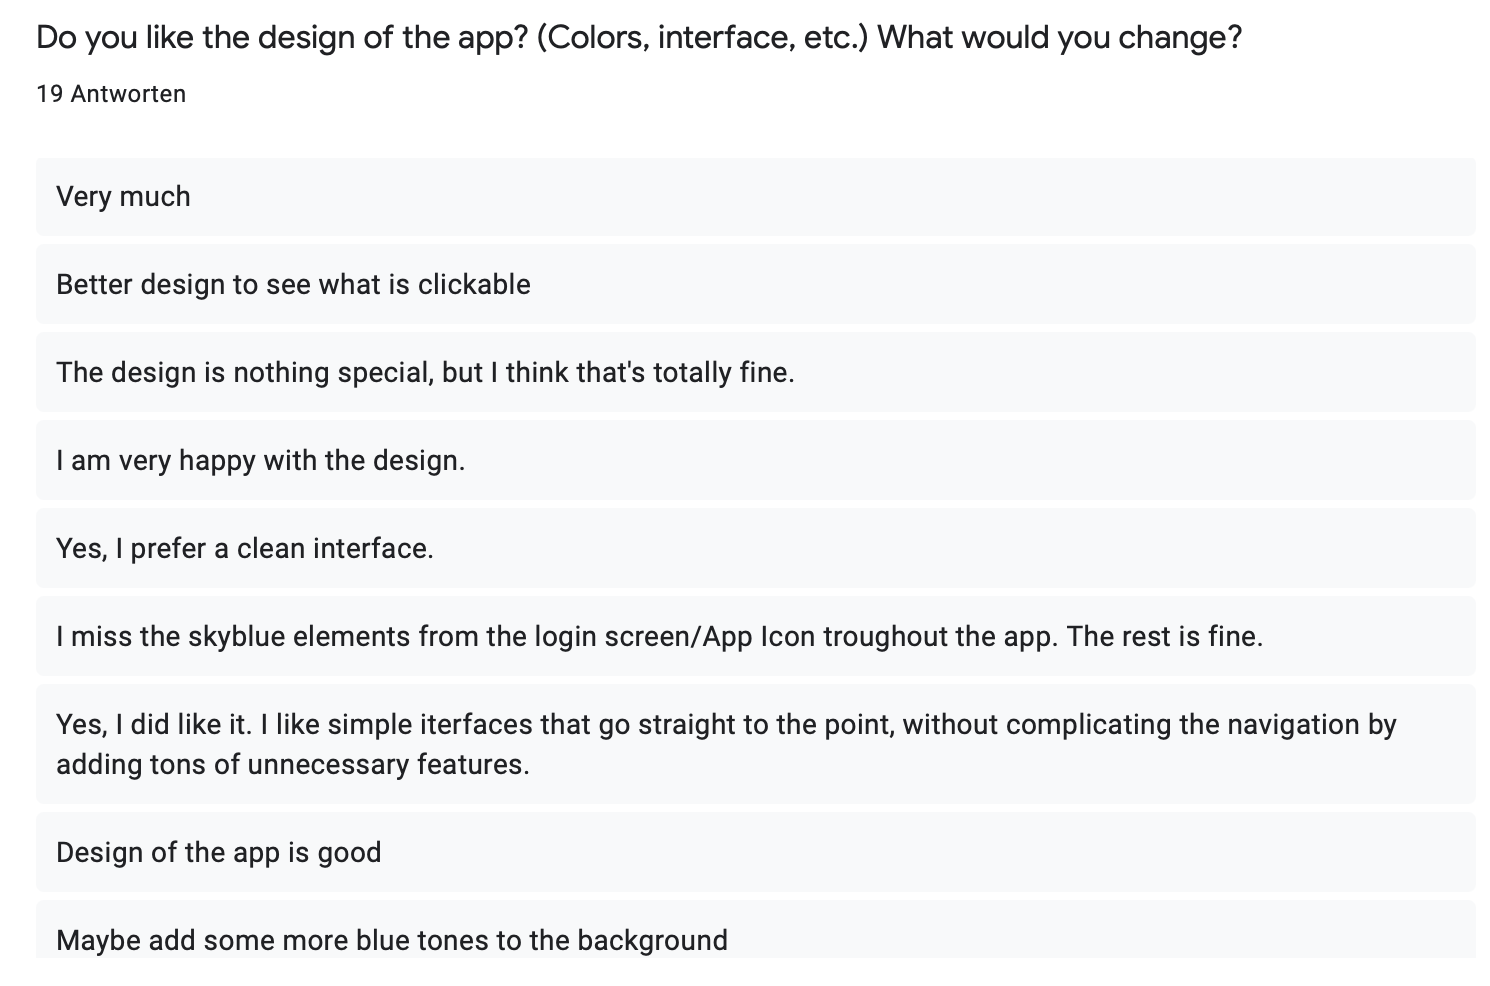 Do you like the design of the app? (Colors, interface, etc.) What would you change?
19 Antworten
Very much
Better design to see what is clickable
The design is nothing special, but I think that's totally fine.
I am very happy with the design.
Yes, I prefer a clean interface.
I miss the skyblue elements from the login screen/App Icon troughout the app. The rest is fine.
Yes, I did like it. I like simple iterfaces that go straight to the point, without complicating the navigation by
adding tons of unnecessary features.
Design of the app is good
Maybe add some more blue tones to the background